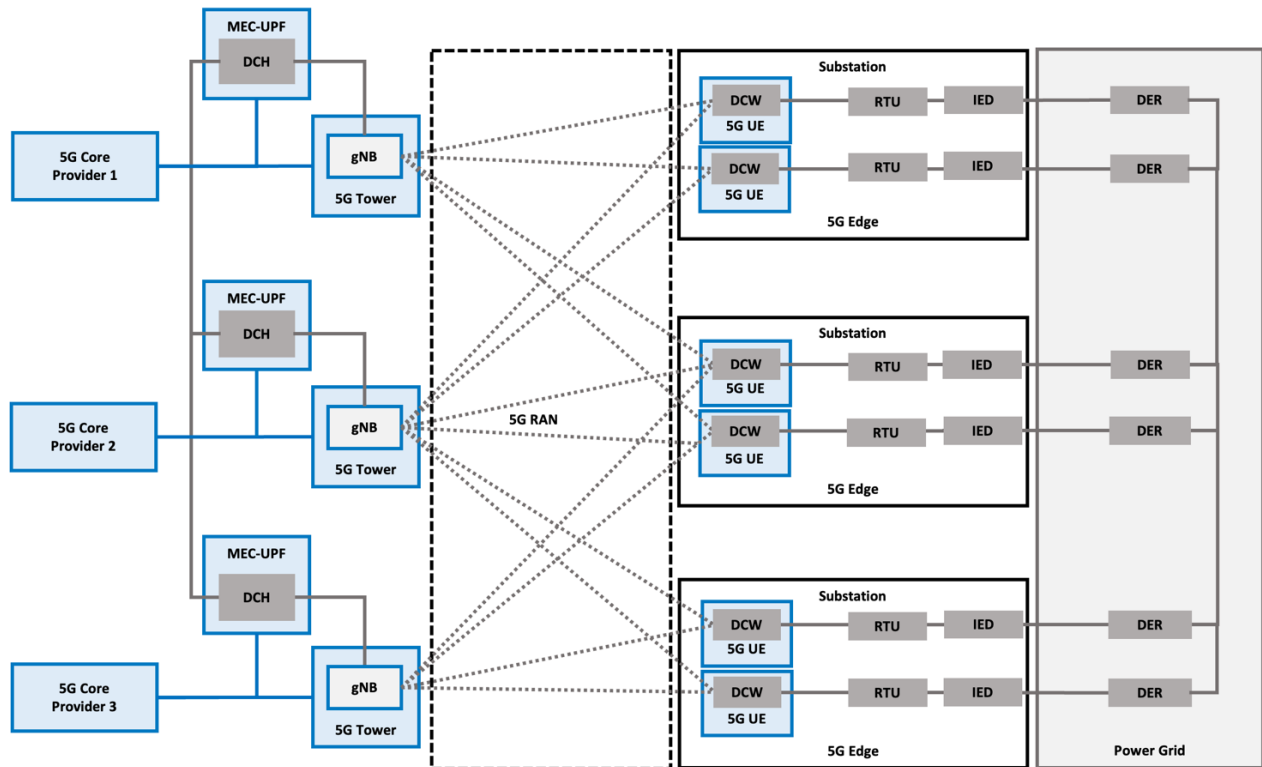 MEC-UPF
DCH
5G Core
Provider 1
gNB
5G Tower
Substation
DCW
5G UE
RTU
IED
DER
DCW
5G UE
RTU
IED
DER
5G Edge
MEC-UPF
DCH
5G Core
Provider 2
gNB
5G Tower
5G RAN
Substation
DCW
5G UE
RTU
IED
DER
DCW
5G UE
RTU
IED
DER
5G Edge
MEC-UPF
DCH
5G Core
Provider 3
gNB
5G Tower
Substation
DCW
5G UE
RTU
IED
DER
DCW
5G UE
RTU
IED
DER
5G Edge
Power Grid